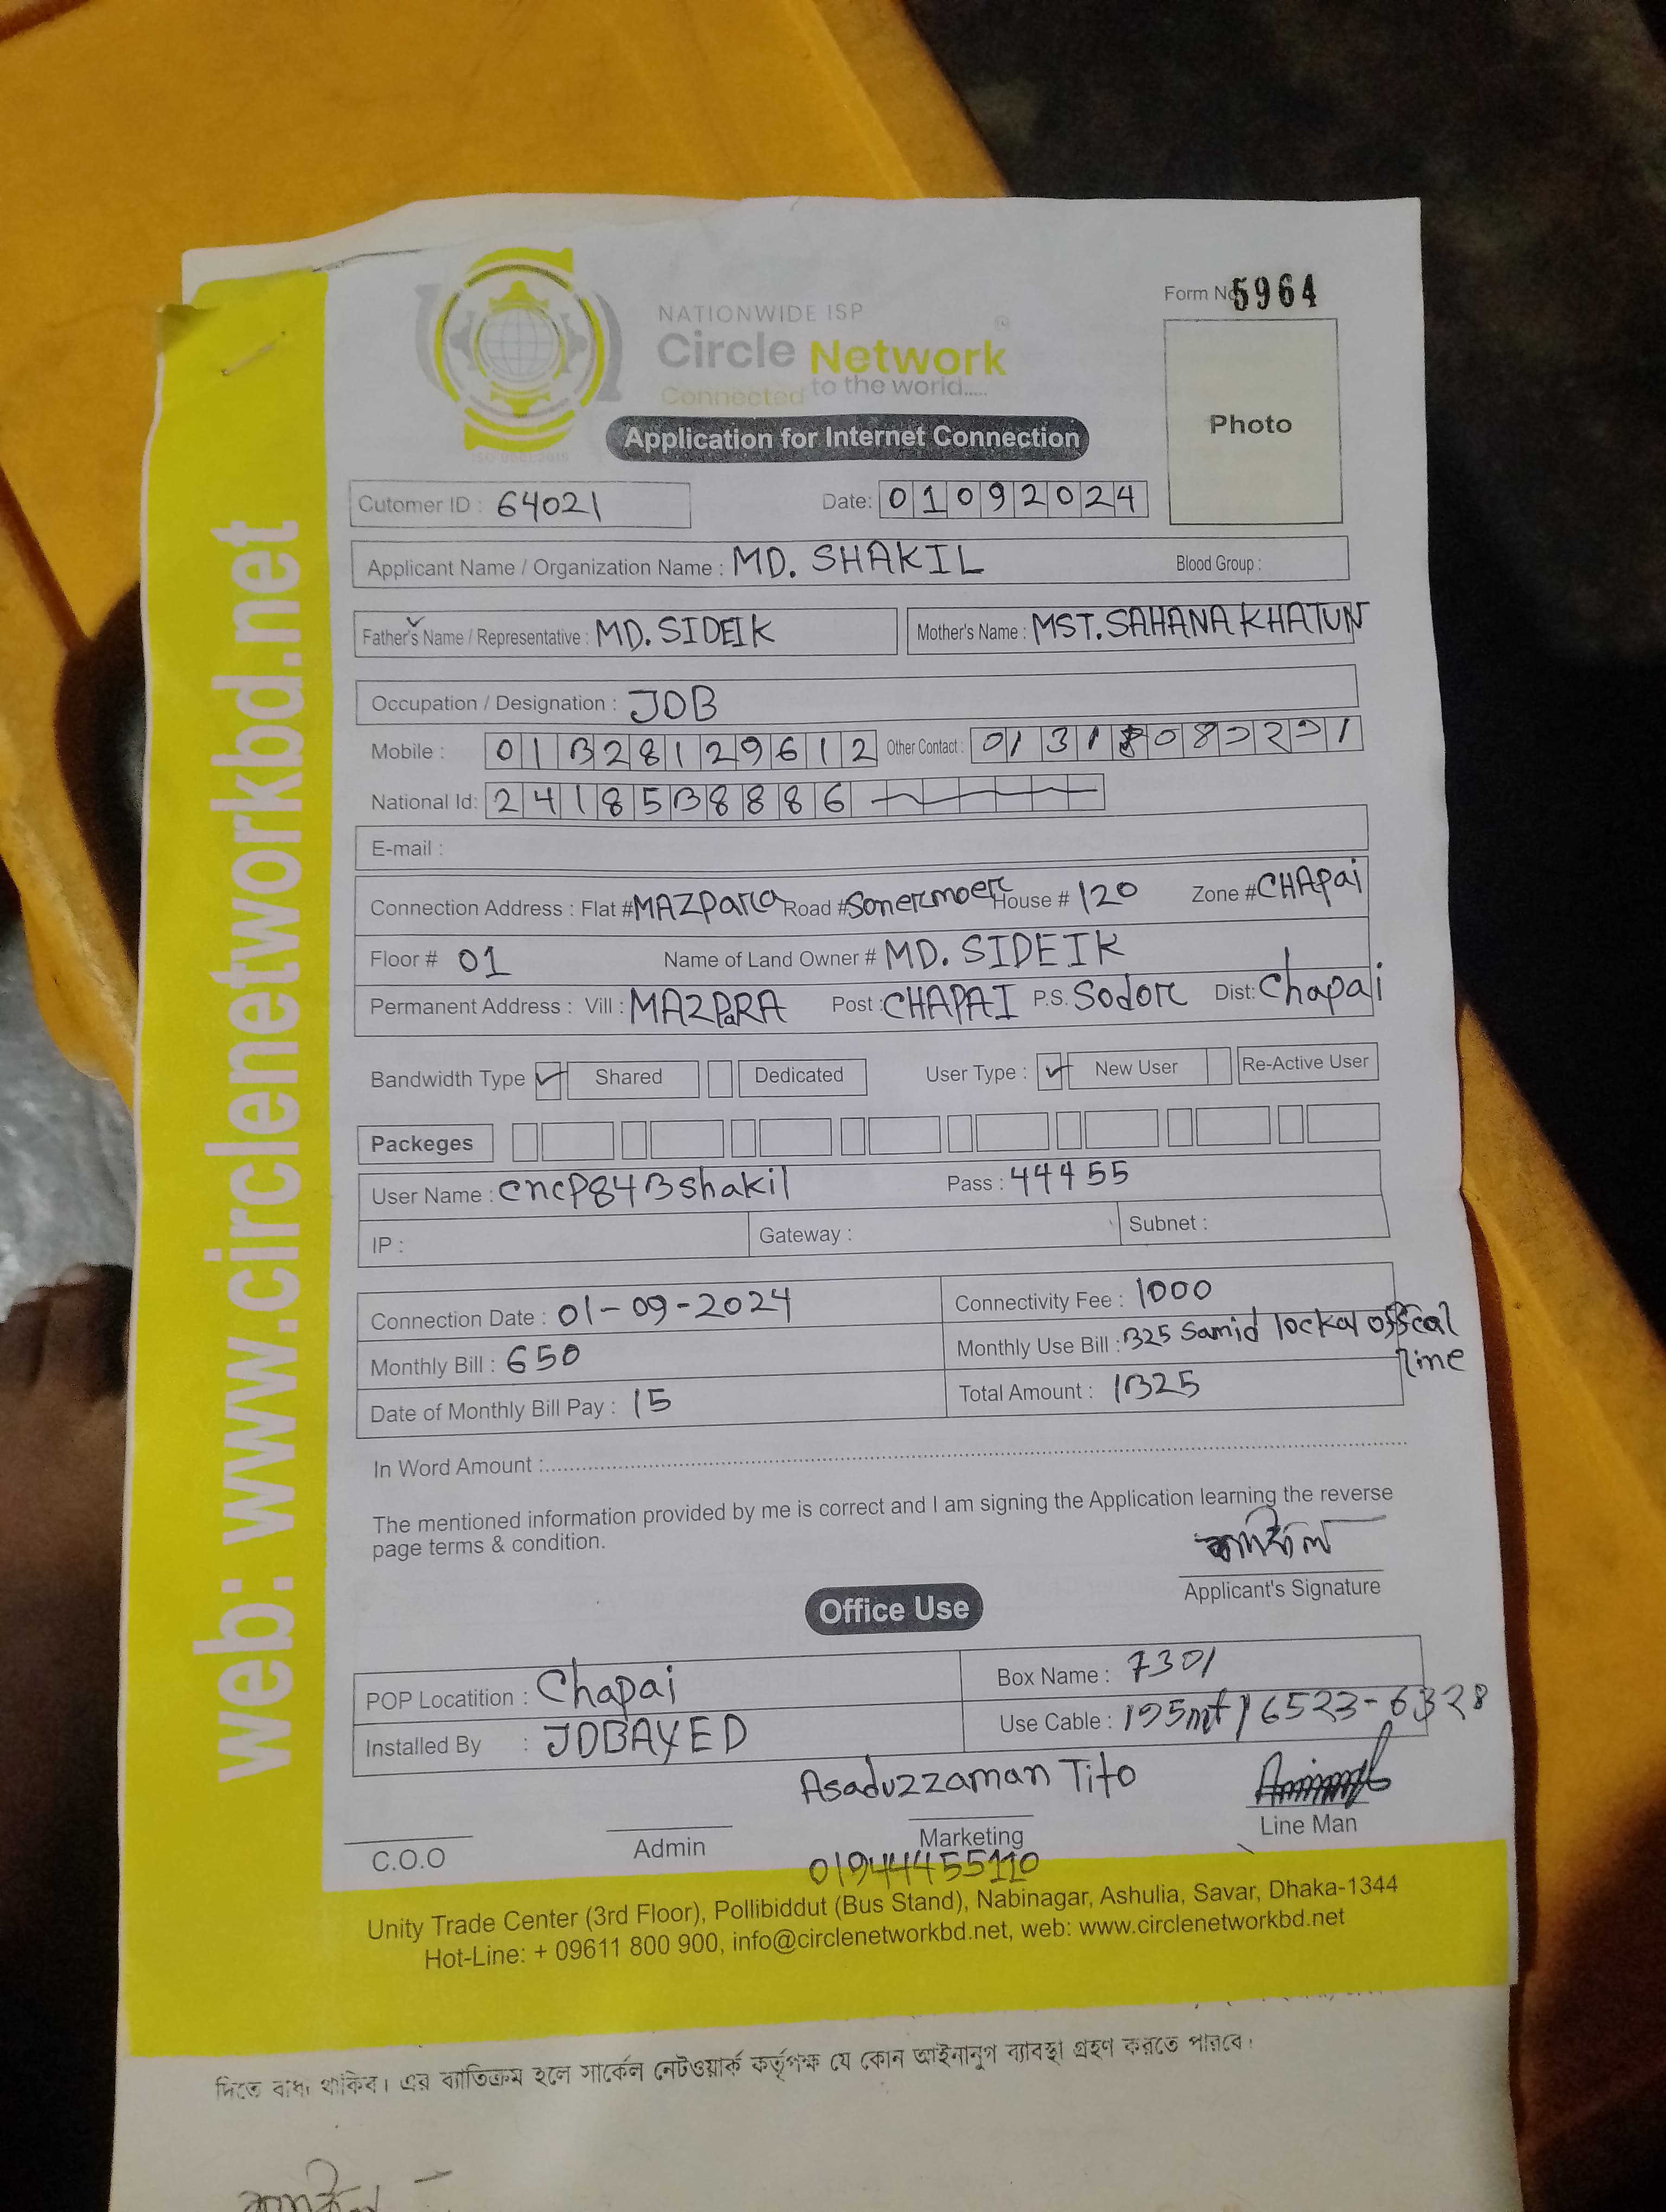 Form No 5964
NATIONWIDE ISP
Circle Network
Connected to the world.....
Photo
Application for Internet Connection
Cutomer ID : 64021 Date: 01092024
Applicant Name / Organization Name : MD. SHAKIL Blood Group :
Father's Name / Representative : MD. SIDEIK Mother's Name : MST. SAHANA KHATUN
Occupation / Designation : JOB
Mobile : 01328129612 Other Contact :
National Id: 2418538886
E-mail :
Connection Address : Flat # MAZPara Road # Sonermoer House # 120 Zone # CHApai
Floor # 01 Name of Land Owner # MD. SIDEIK
Permanent Address : Vill : MAZPaRA Post : CHAPAI P.S. Sodor Dist: Chapai
Bandwidth Type Shared Dedicated User Type : New User Re-Active User
Packeges
User Name : cncp843shakil Pass : 44455
IP : Gateway : Subnet :
Connection Date : 01-09-2024 Connectivity Fee : 1000
Monthly Bill : 650 Monthly Use Bill : 325 Samid lockal offical
line
Date of Monthly Bill Pay : 15 Total Amount : 1325
In Word Amount :
The mentioned information provided by me is correct and I am signing the Application learning the reverse
page terms & condition.
Applicant's Signature
Office Use
POP Locatition : Chapai Box Name : 7301
Installed By : JOBAYED Use Cable : 195mt / 6523-6328
Asaduzzaman Tito
C.O.O Admin Marketing Line Man
01944455110
Unity Trade Center (3rd Floor), Pollibiddut (Bus Stand), Nabinagar, Ashulia, Savar, Dhaka-1344
Hot-Line: + 09611 800 900, info@circlenetworkbd.net, web: www.circlenetworkbd.net
web: www.circlenetworkbd.net
দিতে বাধ্য থাকিব। এর ব্যাতিক্রম হলে সার্কেল নেটওয়ার্ক কর্তৃপক্ষ যে কোন আইনানুগ ব্যাবস্থা গ্রহণ করতে পারবে।